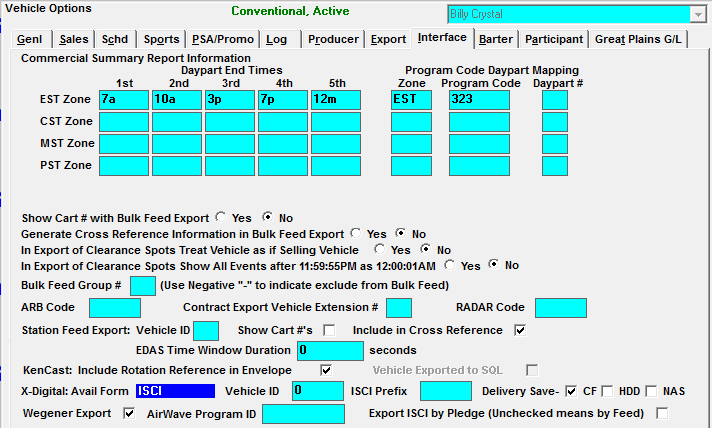 Vehicle Options Conventional, Active Billy Crystal
Genl Sales Schd Sports PSA/Promo Log Producer Export Interface Barter Participant Great Plains G/L
Commercial Summary Report Information
Daypart End Times Program Code Daypart Mapping
1st 2nd 3rd 4th 5th Zone Program Code Daypart #
EST Zone 7a 10a 3p 7p 12m EST 323
CST Zone
MST Zone
PST Zone
Show Cart # with Bulk Feed Export Yes No
Generate Cross Reference Information in Bulk Feed Export Yes No
In Export of Clearance Spots Treat Vehicle as if Selling Vehicle Yes No
In Export of Clearance Spots Show All Events after 11:59:55PM as 12:00:01AM Yes No
Bulk Feed Group # (Use Negative "-" to indicate exclude from Bulk Feed)
ARB Code Contract Export Vehicle Extension # RADAR Code
Station Feed Export: Vehicle ID Show Cart #'s Include in Cross Reference
EDAS Time Window Duration 0 seconds
KenCast: Include Rotation Reference in Envelope Vehicle Exported to SQL
X-Digital: Avail Form ISCI Vehicle ID 0 ISCI Prefix Delivery Save- CF HDD NAS
Wegener Export AirWave Program ID Export ISCI by Pledge (Unchecked means by Feed)